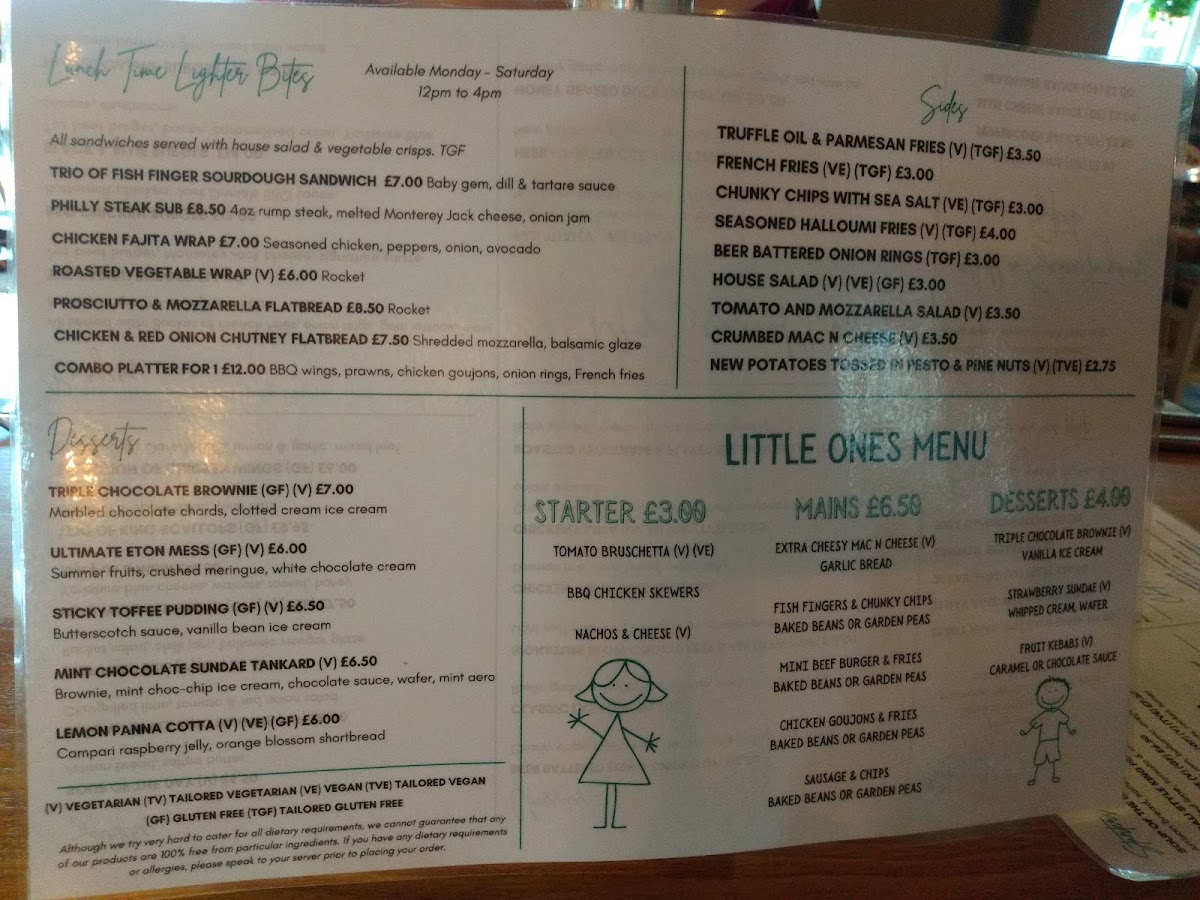 Lunch Time Lighter Bites
Available Monday - Saturday
12pm to 4pm
All sandwiches served with house salad & vegetable crisps. TGF
TRIO OF FISH FINGER SOURDOUGH SANDWICH £7.00 Baby gem, dill & tartare sauce
PHILLY STEAK SUB £8.50 4oz rump steak, melted Monterey Jack cheese, onion jam
CHICKEN FAJITA WRAP £7.00 Seasoned chicken, peppers, onion, avocado
ROASTED VEGETABLE WRAP (V) £6.00 Rocket
PROSCIUTTO & MOZZARELLA FLATBREAD £8.50 Rocket
CHICKEN & RED ONION CHUTNEY FLATBREAD £7.50 Shredded mozzarella, balsamic glaze
COMBO PLATTER FOR 1 £12.00 BBQ wings, prawns, chicken goujons, onion rings, French fries
Sides
TRUFFLE OIL & PARMESAN FRIES (V) (TGF) £3.50
FRENCH FRIES (VE) (TGF) £3.00
CHUNKY CHIPS WITH SEA SALT (VE) (TGF) £3.00
SEASONED HALLOUMI FRIES (V) (TGF) £4.00
BEER BATTERED ONION RINGS (TGF) £3.00
HOUSE SALAD (V) (VE) (GF) £3.00
TOMATO AND MOZZARELLA SALAD (V) £3.50
CRUMBED MAC N CHEESE (V) £3.50
NEW POTATOES TOSSED IN PESTO & PINE NUTS (V) (TVE) £2.75
Desserts
TRIPLE CHOCOLATE BROWNIE (GF) (V) £7.00
Marbled chocolate chords, clotted cream ice cream
ULTIMATE ETON MESS (GF) (V) £6.00
Summer fruits, crushed meringue, white chocolate cream
STICKY TOFFEE PUDDING (GF) (V) £6.50
Butterscotch sauce, vanilla bean ice cream
MINT CHOCOLATE SUNDAE TANKARD (V) £6.50
Brownie, mint choc-chip ice cream, chocolate sauce, wafer, mint aero
LEMON PANNA COTTA (V) (VE) (GF) £6.00
Campari raspberry jelly, orange blossom shortbread
(V) VEGETARIAN (TV) TAILORED VEGETARIAN (VE) VEGAN (TVE) TAILORED VEGAN
(GF) GLUTEN FREE (TGF) TAILORED GLUTEN FREE
Although we try very hard to cater for all dietary requirements, we cannot guarantee that any
of our products are 100% free from particular ingredients. If you have any dietary requirements
or allergies, please speak to your server prior to placing your order.
LITTLE ONES MENU
STARTER £3.00
TOMATO BRUSCHETTA (V) (VE)
BBQ CHICKEN SKEWERS
NACHOS & CHEESE (V)
MAINS £6.50
EXTRA CHEESY MAC N CHEESE (V)
GARLIC BREAD
FISH FINGERS & CHUNKY CHIPS
BAKED BEANS OR GARDEN PEAS
MINI BEEF BURGER & FRIES
BAKED BEANS OR GARDEN PEAS
CHICKEN GOUJONS & FRIES
BAKED BEANS OR GARDEN PEAS
SAUSAGE & CHIPS
BAKED BEANS OR GARDEN PEAS
DESSERTS £4.00
TRIPLE CHOCOLATE BROWNIE (V)
VANILLA ICE CREAM
STRAWBERRY SUNDAE (V)
WHIPPED CREAM, WAFER
FRUIT KEBABS (V)
CARAMEL OR CHOCOLATE SAUCE